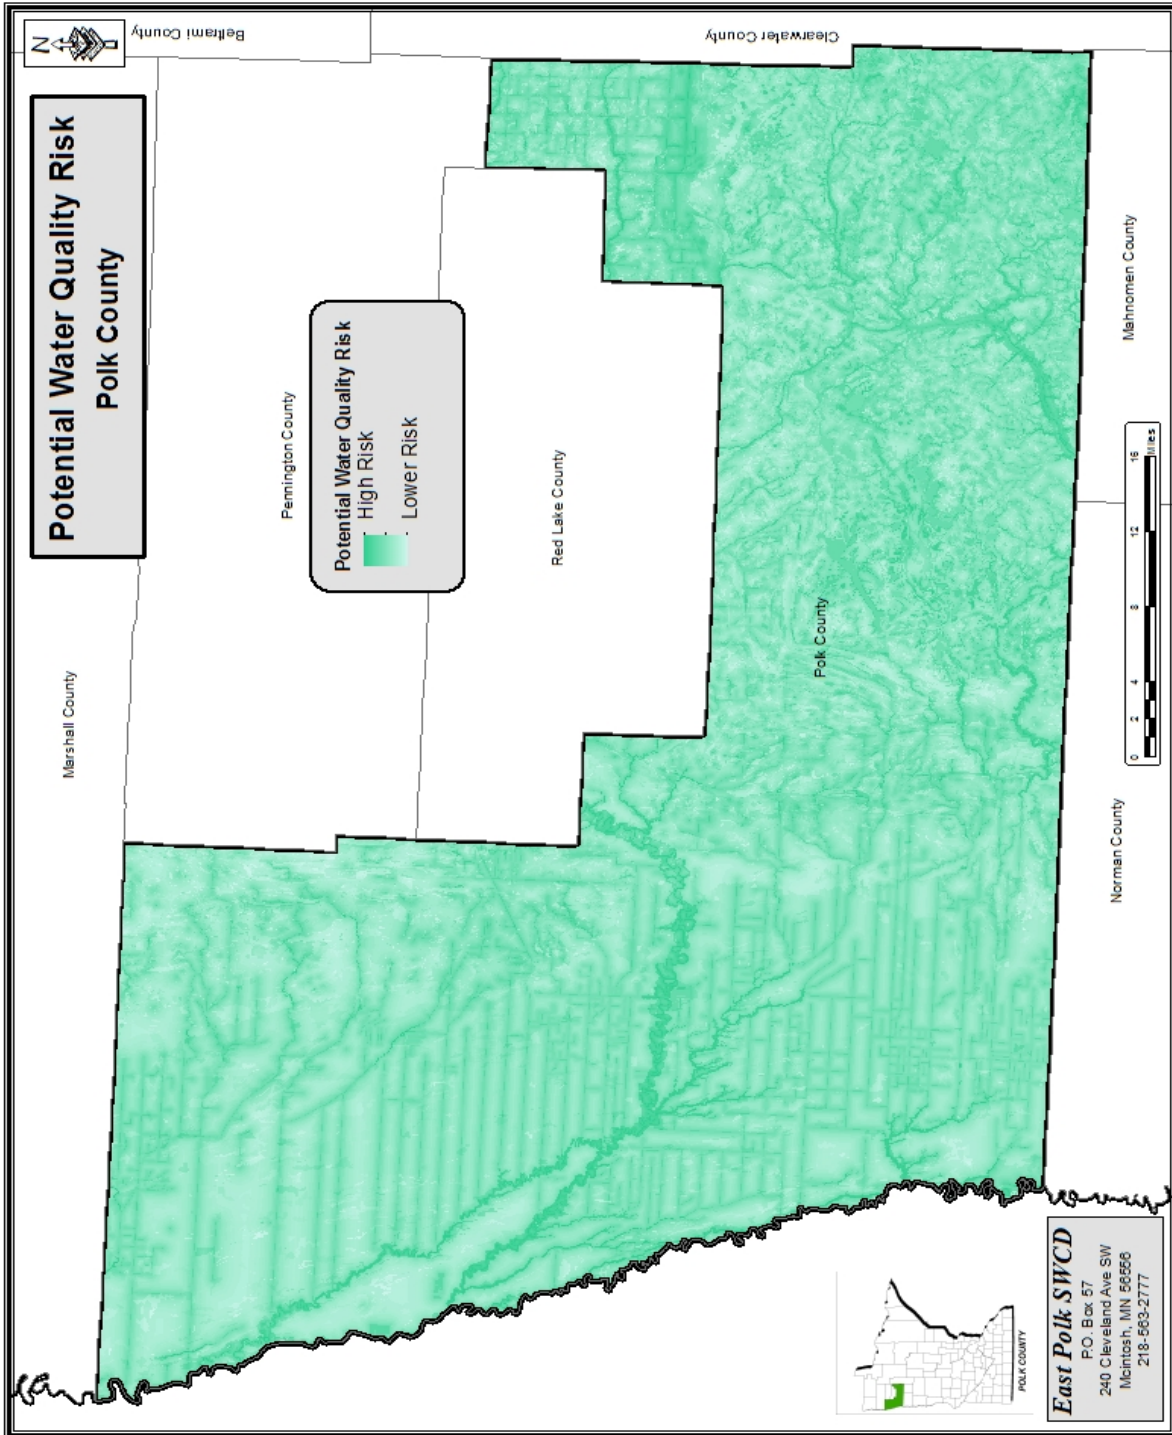 Potential Water Quality Risk
Polk County
N
Beltrami County
Clearwater County
Marshall County
Pennington County
Potential Water Quality Risk
High Risk
Lower Risk
Red Lake County
Polk County
Mahnomen County
Norman County
0 2 4 8 12 16
Miles
POLK COUNTY
East Polk SWCD
P.O. Box 57
240 Cleveland Ave SW
McIntosh, MN 56556
218-563-2777